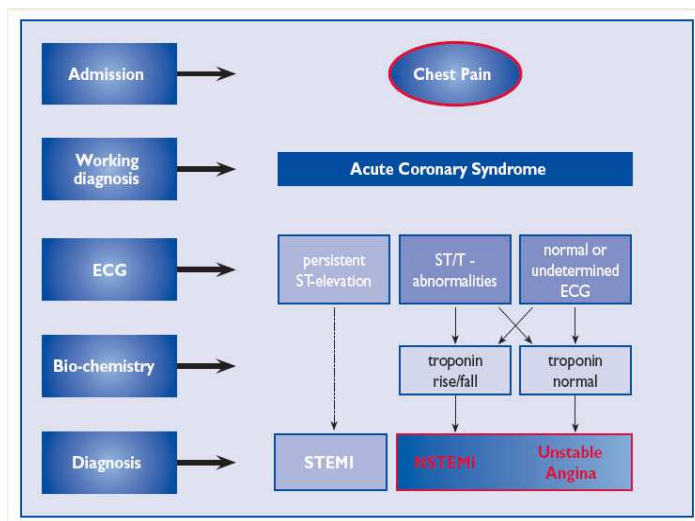 Admission
Chest Pain
Working
diagnosis
Acute Coronary Syndrome
ECG
persistent
ST-elevation
ST/T -
abnormalities
normal or
undetermined
ECG
Bio-chemistry
troponin
rise/fall
troponin
normal
Diagnosis
STEMI
NSTEMI
Unstable
Angina